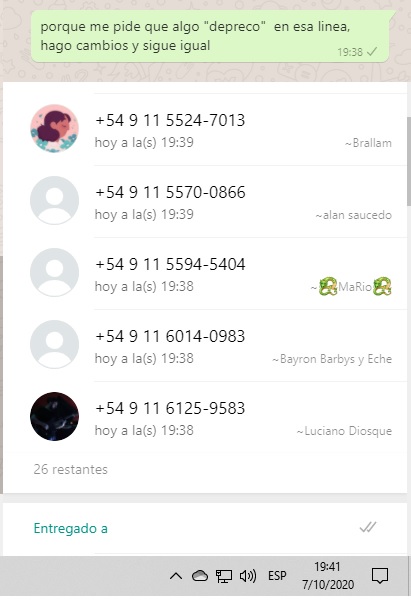 porque me pide que algo "depreco" en esa linea,
hago cambios y sigue igual
19:38
+54 9 11 5524-7013
hoy a la(s) 19:39
~Brallam
+54 9 11 5570-0866
hoy a la(s) 19:39
~alan saucedo
+54 9 11 5594-5404
hoy a la(s) 19:38
~🐉MaRio🐉
+54 9 11 6014-0983
hoy a la(s) 19:38
~Bayron Barbys y Eche
+54 9 11 6125-9583
hoy a la(s) 19:38
~Luciano Diosque
26 restantes
Entregado a
ESP
19:41
7/10/2020